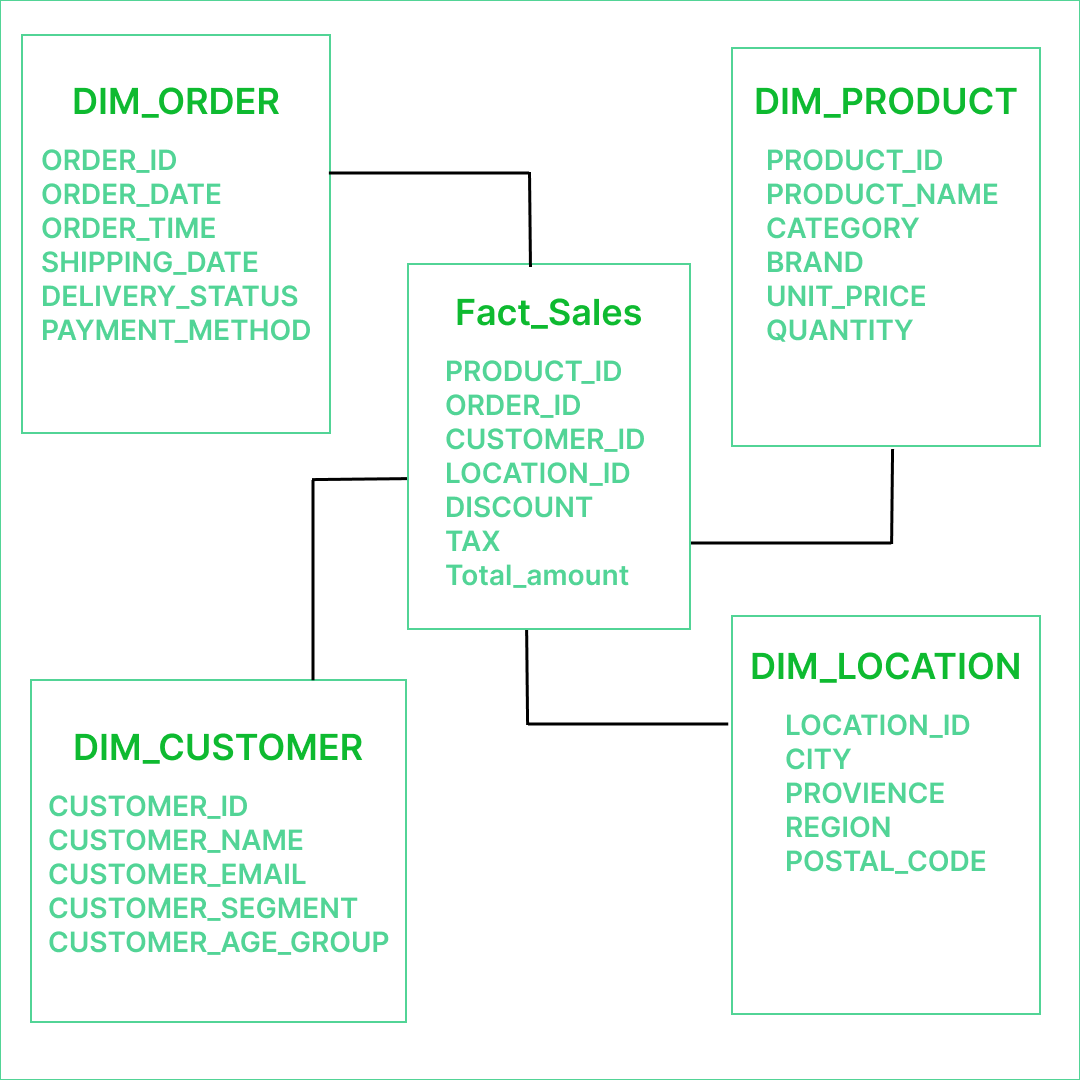 DIM_ORDER
ORDER_ID
ORDER_DATE
ORDER_TIME
SHIPPING_DATE
DELIVERY_STATUS
PAYMENT_METHOD
DIM_PRODUCT
PRODUCT_ID
PRODUCT_NAME
CATEGORY
BRAND
UNIT_PRICE
QUANTITY
Fact_Sales
PRODUCT_ID
ORDER_ID
CUSTOMER_ID
LOCATION_ID
DISCOUNT
TAX
Total_amount
DIM_CUSTOMER
CUSTOMER_ID
CUSTOMER_NAME
CUSTOMER_EMAIL
CUSTOMER_SEGMENT
CUSTOMER_AGE_GROUP
DIM_LOCATION
LOCATION_ID
CITY
PROVIENCE
REGION
POSTAL_CODE